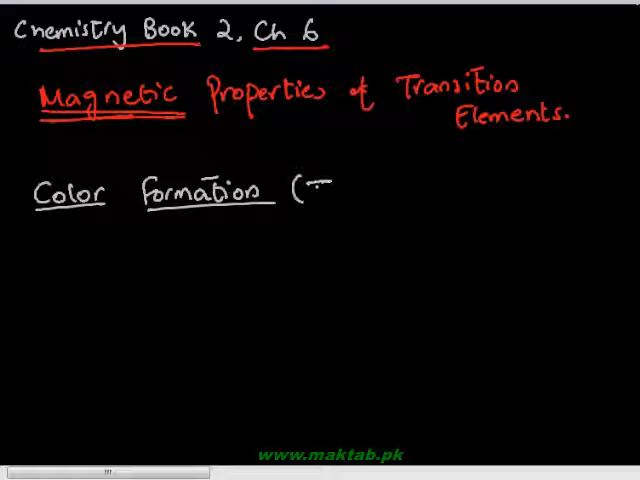 Chemistry Book 2, Ch 6
Magnetic Properties of Transition
Elements.
Color Formation (
www.maktab.pk